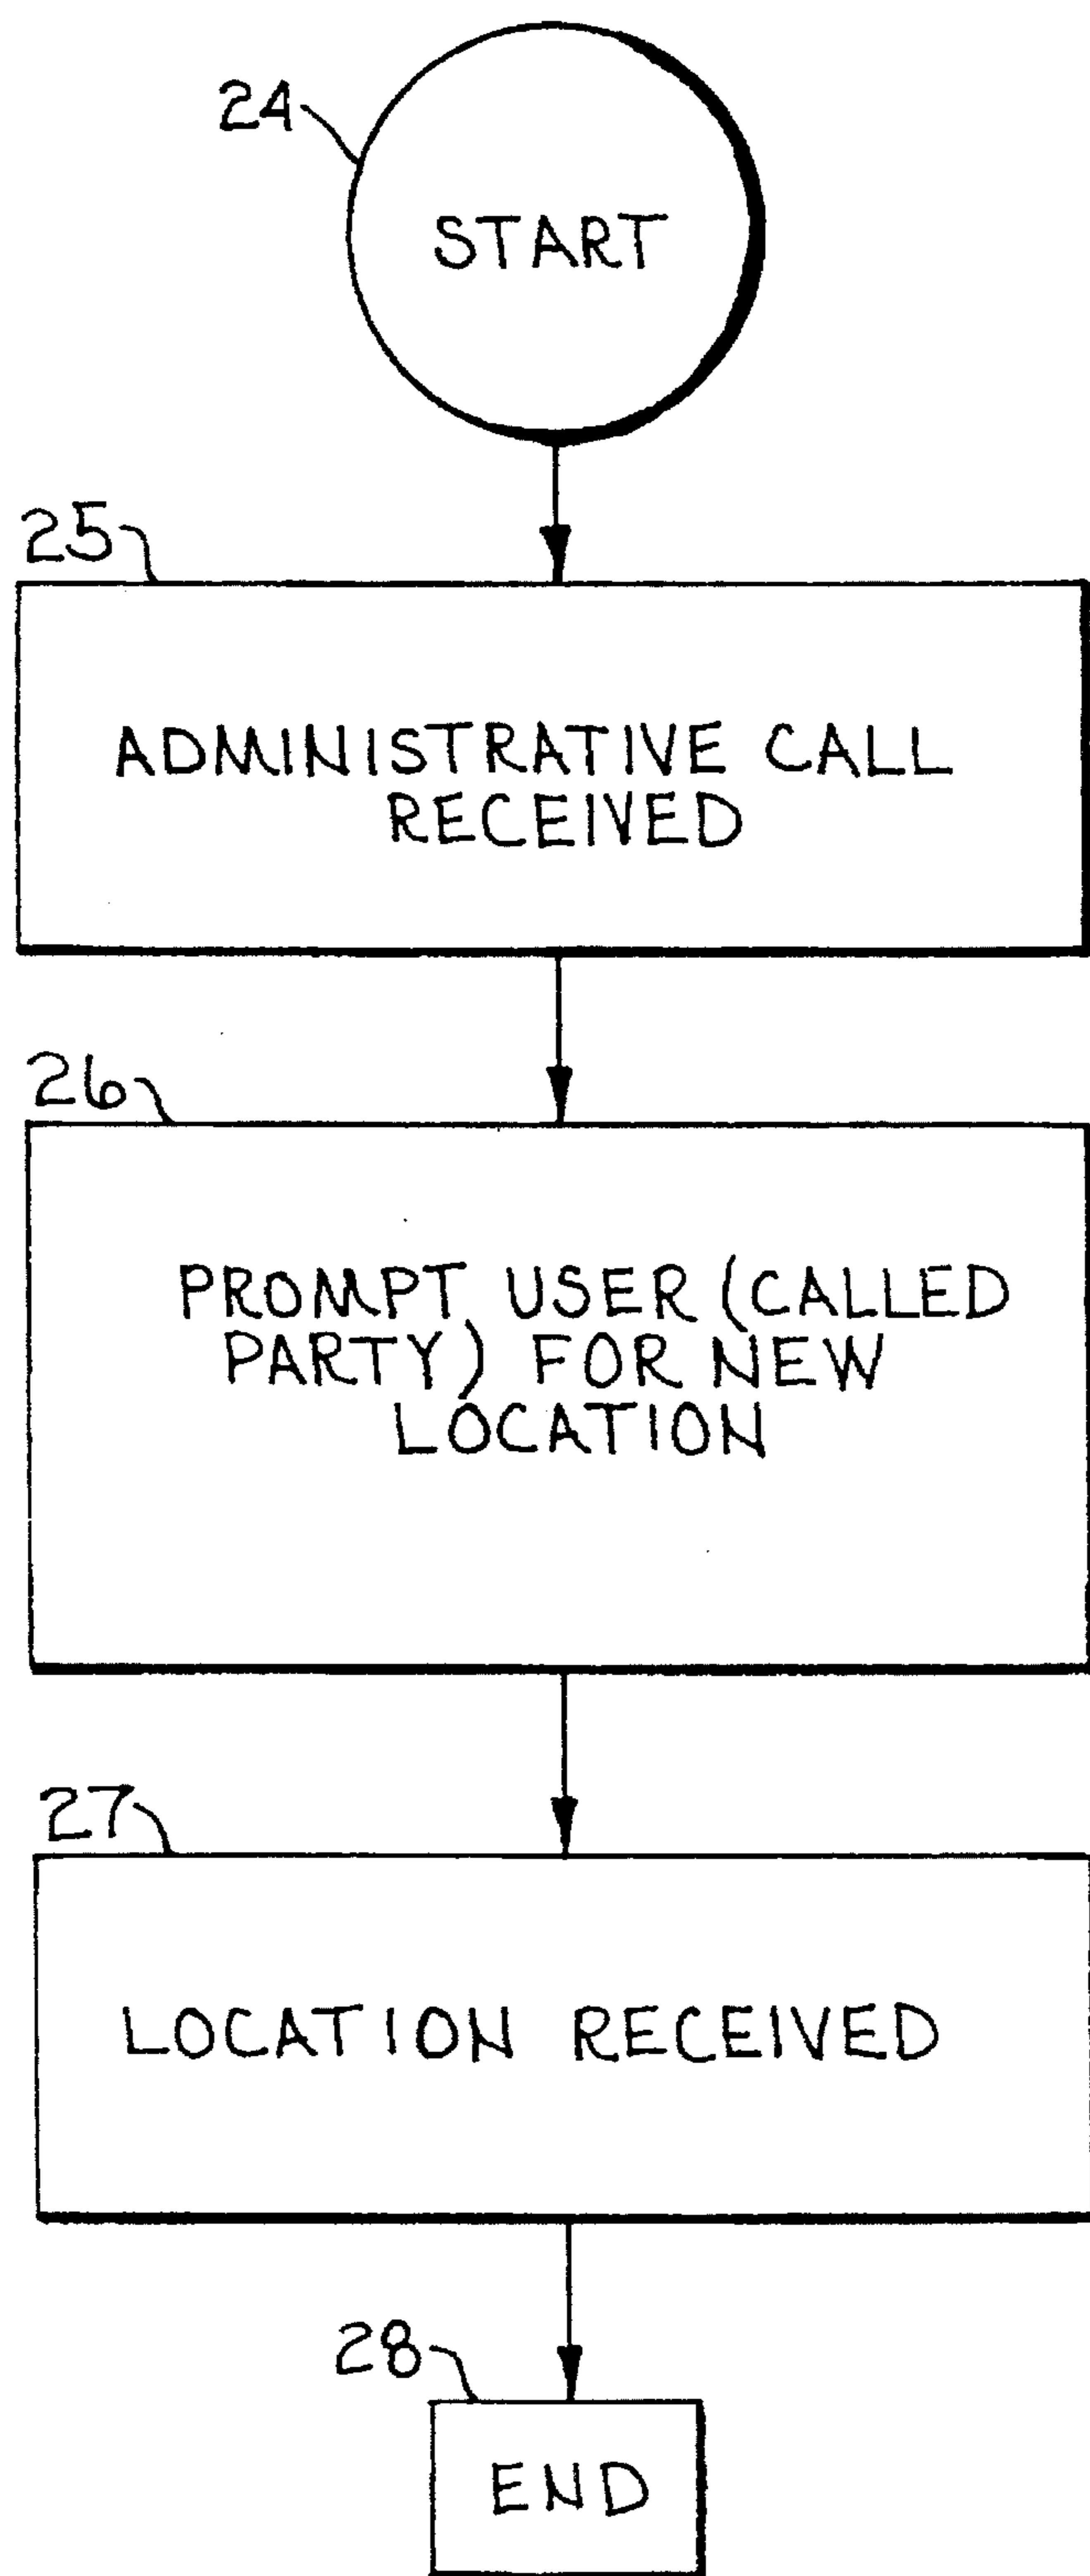 24
START
25
ADMINISTRATIVE CALL
RECEIVED
26
PROMPT USER (CALLED
PARTY) FOR NEW
LOCATION
27
LOCATION RECEIVED
28
END